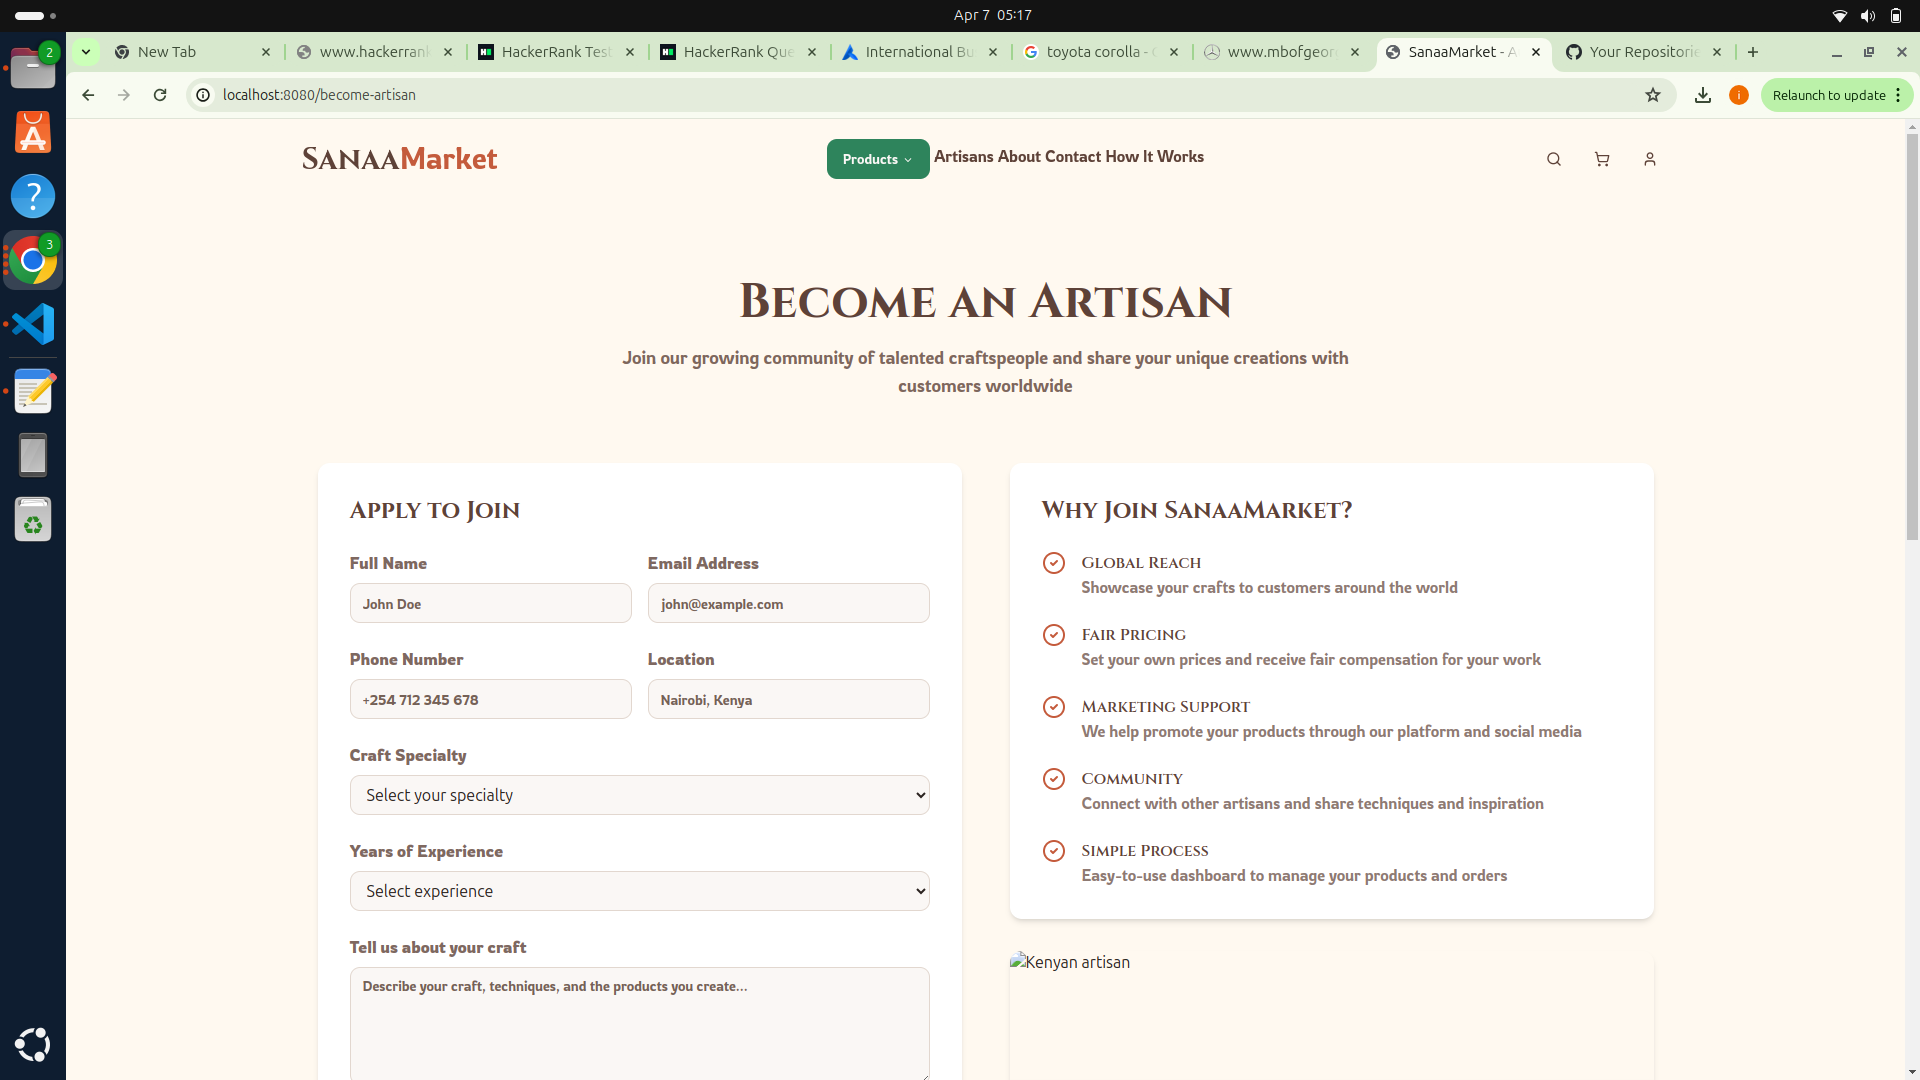 Apr 7 05:17
2
New Tab
www.hackerrank
HackerRank Test
HackerRank Que
International Bu
toyota corolla - G
www.mbofgeorg
SanaaMarket - A
Your Repositorie
localhost:8080/become-artisan
i
Relaunch to update
SanaaMarket
Products
Artisans About Contact How It Works
3
Become an Artisan
Join our growing community of talented craftspeople and share your unique creations with
customers worldwide
Apply to Join
Full Name
Email Address
John Doe
john@example.com
Phone Number
Location
+254 712 345 678
Nairobi, Kenya
Craft Specialty
Select your specialty
Years of Experience
Select experience
Tell us about your craft
Describe your craft, techniques, and the products you create...
Why Join SanaaMarket?
Global Reach
Showcase your crafts to customers around the world
Fair Pricing
Set your own prices and receive fair compensation for your work
Marketing Support
We help promote your products through our platform and social media
Community
Connect with other artisans and share techniques and inspiration
Simple Process
Easy-to-use dashboard to manage your products and orders
Kenyan artisan